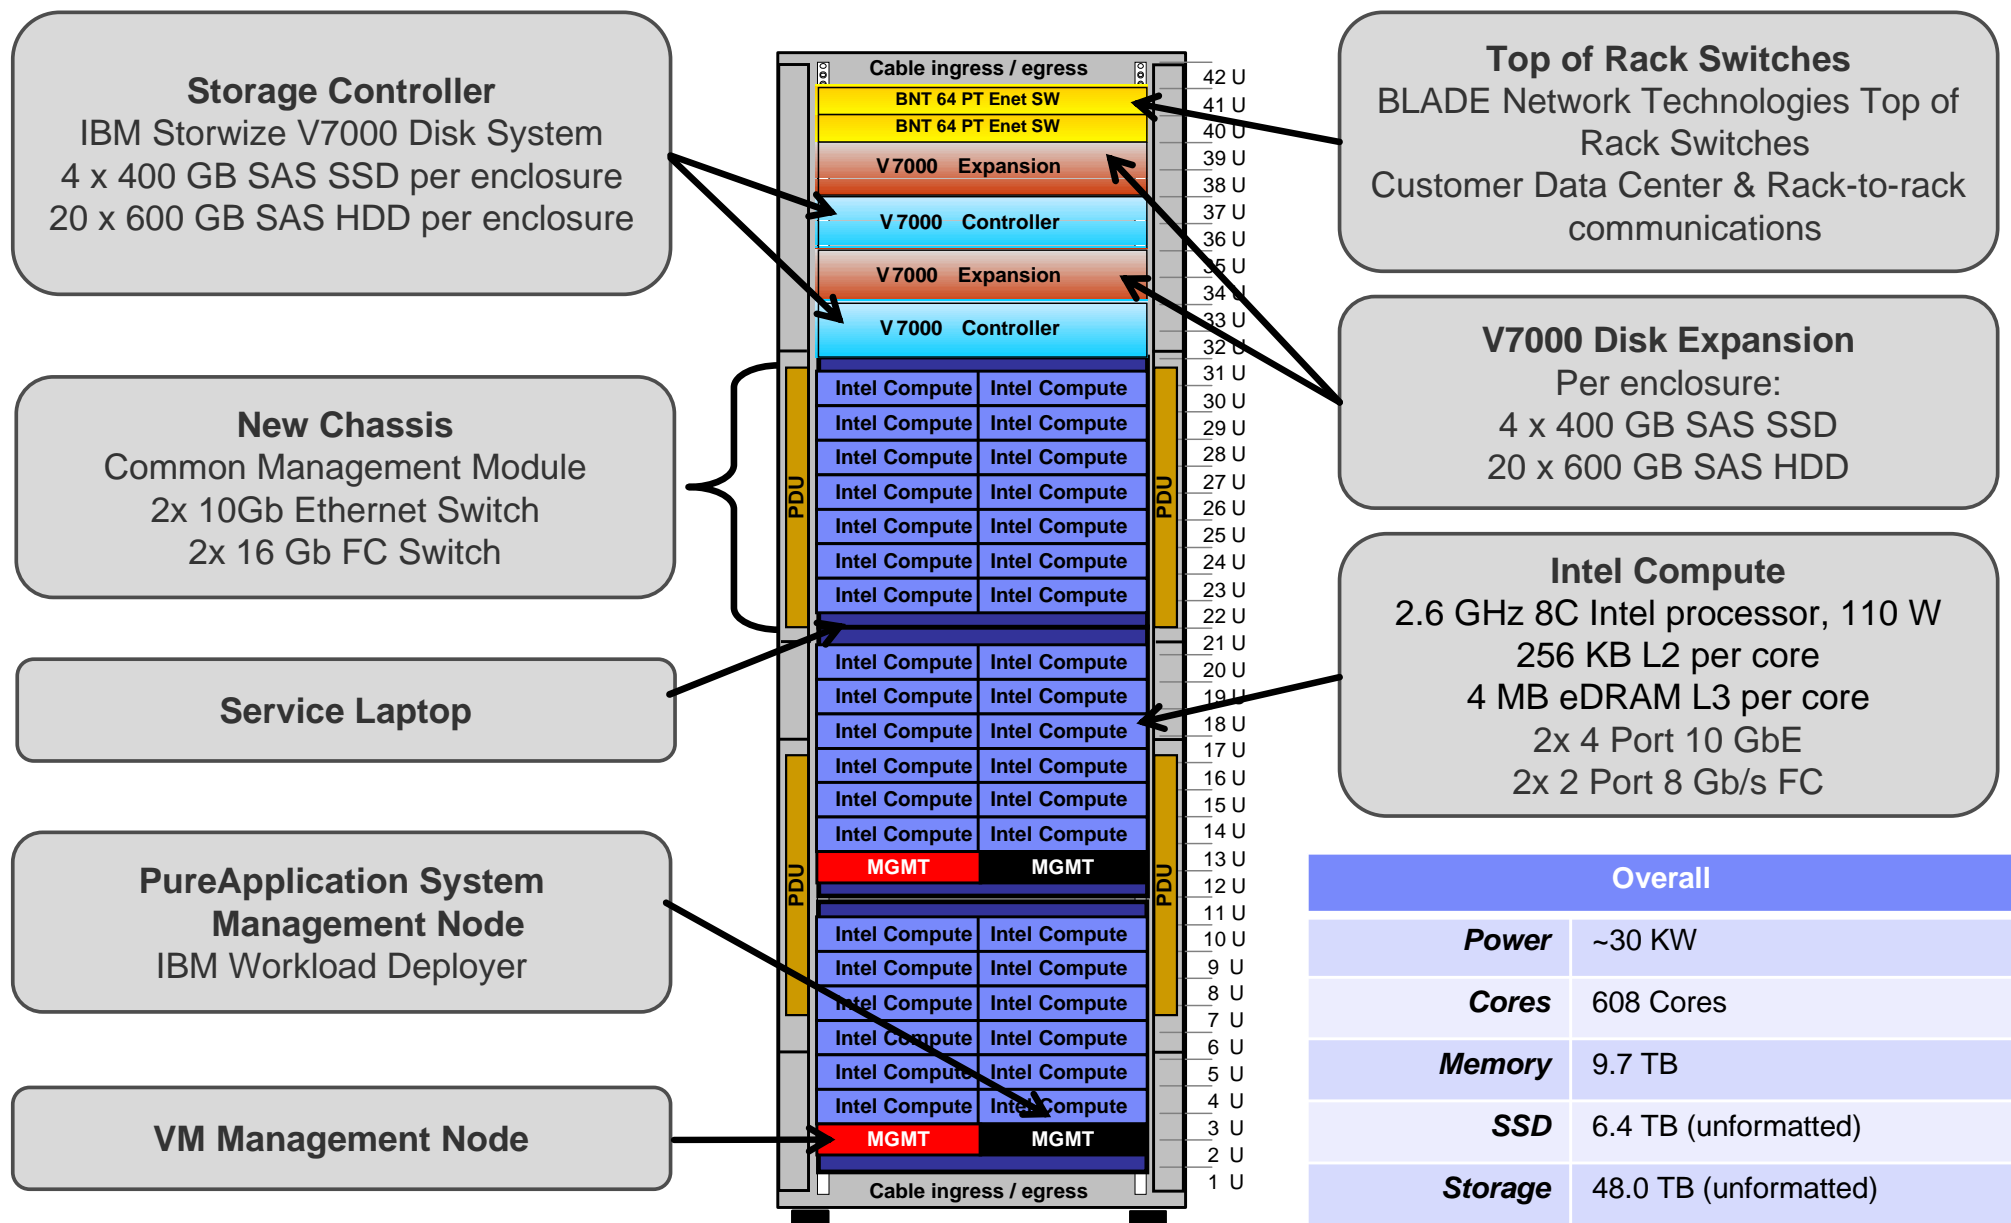 Storage Controller
IBM Storwize V7000 Disk System
4 x 400 GB SAS SSD per enclosure
20 x 600 GB SAS HDD per enclosure
New Chassis
Common Management Module
2x 10Gb Ethernet Switch
2x 16 Gb FC Switch
Service Laptop
PureApplication System
Management Node
IBM Workload Deployer
VM Management Node
Cable ingress / egress
BNT 64 PT Enet SW
BNT 64 PT Enet SW
V7000 Expansion
V7000 Controller
V7000 Expansion
V7000 Controller
PDU
PDU
Intel Compute Intel Compute
Intel Compute Intel Compute
Intel Compute Intel Compute
Intel Compute Intel Compute
Intel Compute Intel Compute
Intel Compute Intel Compute
Intel Compute Intel Compute
Intel Compute Intel Compute
Intel Compute Intel Compute
Intel Compute Intel Compute
Intel Compute Intel Compute
Intel Compute Intel Compute
Intel Compute Intel Compute
PDU
PDU
MGMT MGMT
Intel Compute Intel Compute
Intel Compute Intel Compute
Intel Compute Intel Compute
Intel Compute Intel Compute
Intel Compute Intel Compute
Intel Compute Intel Compute
MGMT MGMT
Cable ingress / egress
42 U
41 U
40 U
39 U
38 U
37 U
36 U
35 U
34 U
33 U
32 U
31 U
30 U
29 U
28 U
27 U
26 U
25 U
24 U
23 U
22 U
21 U
20 U
19 U
18 U
17 U
16 U
15 U
14 U
13 U
12 U
11 U
10 U
9 U
8 U
7 U
6 U
5 U
4 U
3 U
2 U
1 U
Top of Rack Switches
BLADE Network Technologies Top of
Rack Switches
Customer Data Center & Rack-to-rack
communications
V7000 Disk Expansion
Per enclosure:
4 x 400 GB SAS SSD
20 x 600 GB SAS HDD
Intel Compute
2.6 GHz 8C Intel processor, 110 W
256 KB L2 per core
4 MB eDRAM L3 per core
2x 4 Port 10 GbE
2x 2 Port 8 Gb/s FC
Overall
Power ~30 KW
Cores 608 Cores
Memory 9.7 TB
SSD 6.4 TB (unformatted)
Storage 48.0 TB (unformatted)